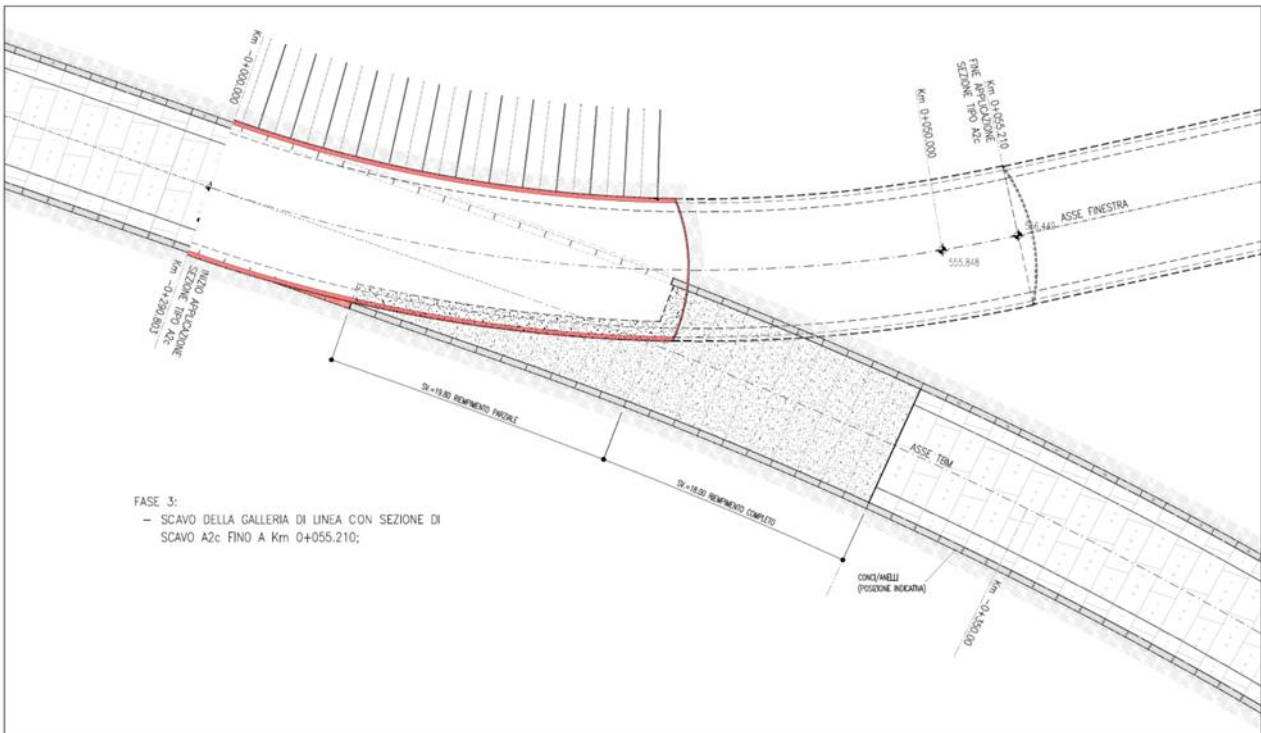 Km -0+000.000
Km 0+050.000
Km 0+055.210
FINE APPLICAZIONE
SEZIONE TIPO A2c
ASSE FINESTRA
555.848
INIZIO APPLICAZIONE
SEZIONE TIPO A2c
Km -0+290.803
SV.=19.80 RIEMPIMENTO PARZIALE
SV.=18.00 RIEMPIMENTO COMPLETO
ASSE TBM
CONCI/ANELLI
(POSIZIONE INDICATIVA)
Km -0+350.00
FASE 3:
– SCAVO DELLA GALLERIA DI LINEA CON SEZIONE DI
SCAVO A2c FINO A Km 0+055.210;